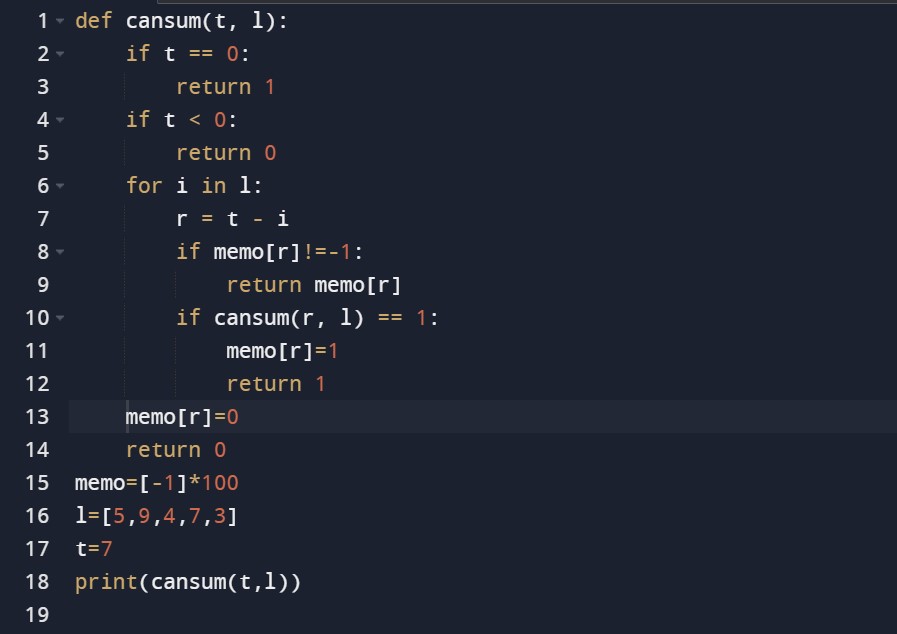 1 def cansum(t, l):
2     if t == 0:
3         return 1
4     if t < 0:
5         return 0
6     for i in l:
7         r = t - i
8         if memo[r]!=-1:
9             return memo[r]
10         if cansum(r, l) == 1:
11             memo[r]=1
12             return 1
13     memo[r]=0
14     return 0
15 memo=[-1]*100
16 l=[5,9,4,7,3]
17 t=7
18 print(cansum(t,l))
19